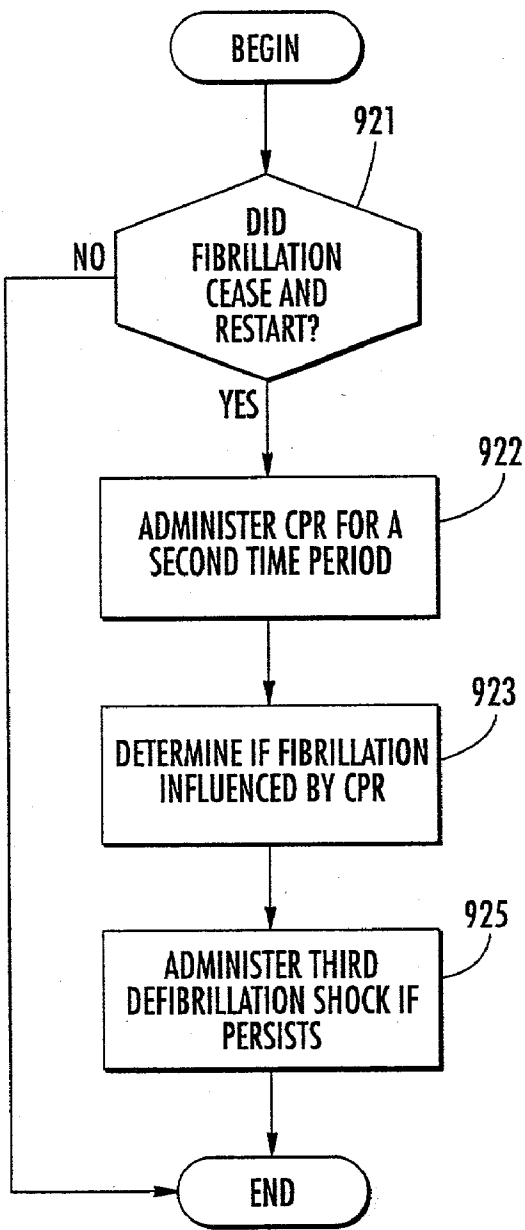 BEGIN
921
DID
FIBRILLATION
CEASE AND
RESTART?
NO
YES
922
ADMINISTER CPR FOR A
SECOND TIME PERIOD
923
DETERMINE IF FIBRILLATION
INFLUENCED BY CPR
925
ADMINISTER THIRD
DEFIBRILLATION SHOCK IF
PERSISTS
END